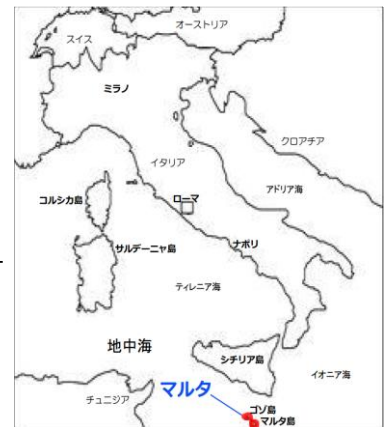 オーストリア
スイス
ミラノ
クロアチア
イタリア
アドリア海
コルシカ島
ローマ
サルデーニャ島
ナポリ
ティレニア海
地中海
シチリア島
イオニア海
マルタ
チュニジア
ゴゾ島
マルタ島